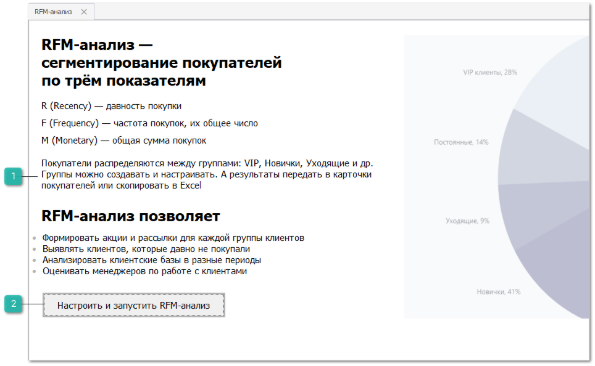 RFM-анализ
RFM-анализ —
сегментирование покупателей
по трём показателям
R (Recency) — давность покупки
F (Frequency) — частота покупок, их общее число
M (Monetary) — общая сумма покупок
1
Покупатели распределяются между группами: VIP, Новички, Уходящие и др.
Группы можно создавать и настраивать. А результаты передать в карточки
покупателей или скопировать в Excel
RFM-анализ позволяет
Формировать акции и рассылки для каждой группы клиентов
Выявлять клиентов, которые давно не покупали
Анализировать клиентские базы в разные периоды
Оценивать менеджеров по работе с клиентами
2
Настроить и запустить RFM-анализ
VIP клиенты, 28%
Постоянные, 14%
Уходящие, 9%
Новички, 41%